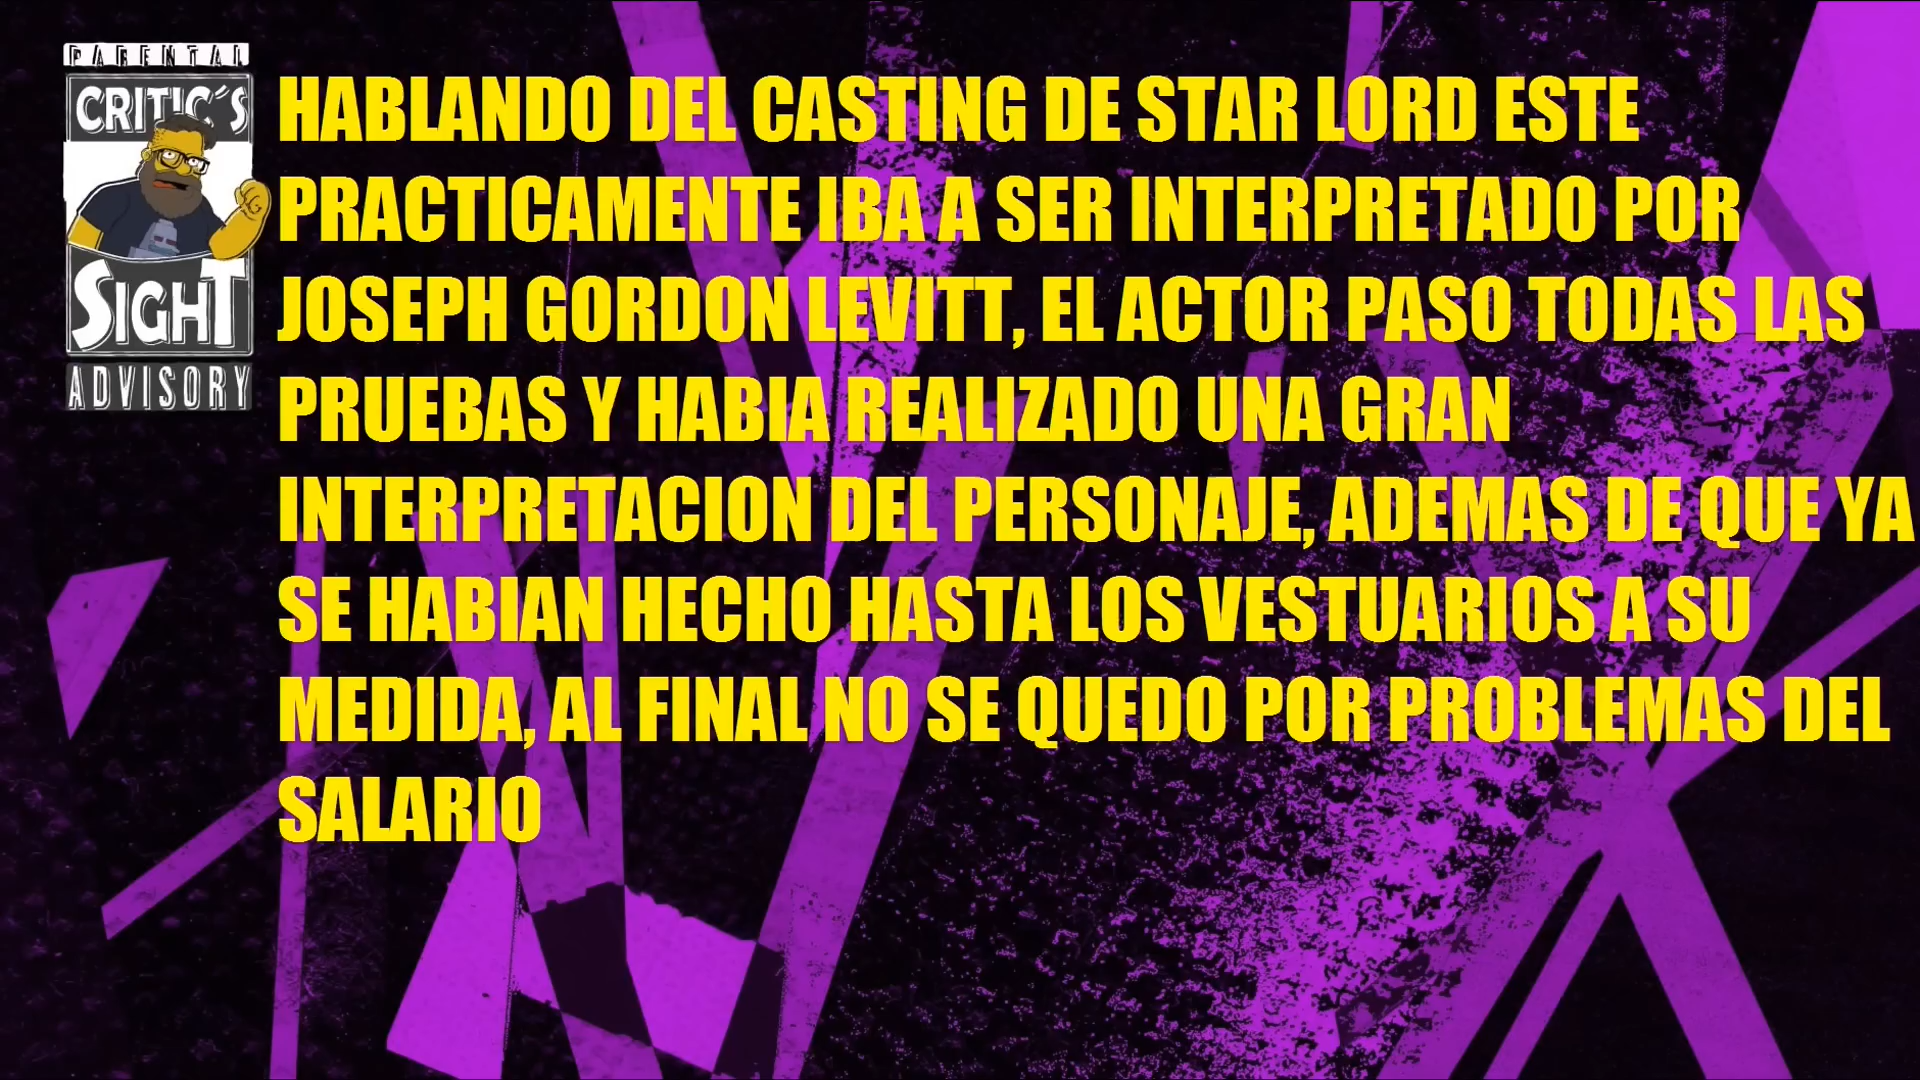 PARENTAL
CRITIC´S
SIGHT
ADVISORY
HABLANDO DEL CASTING DE STAR LORD ESTE
PRACTICAMENTE IBA A SER INTERPRETADO POR
JOSEPH GORDON LEVITT, EL ACTOR PASO TODAS LAS
PRUEBAS Y HABIA REALIZADO UNA GRAN
INTERPRETACION DEL PERSONAJE, ADEMAS DE QUE YA
SE HABIAN HECHO HASTA LOS VESTUARIOS A SU
MEDIDA, AL FINAL NO SE QUEDO POR PROBLEMAS DEL
SALARIO